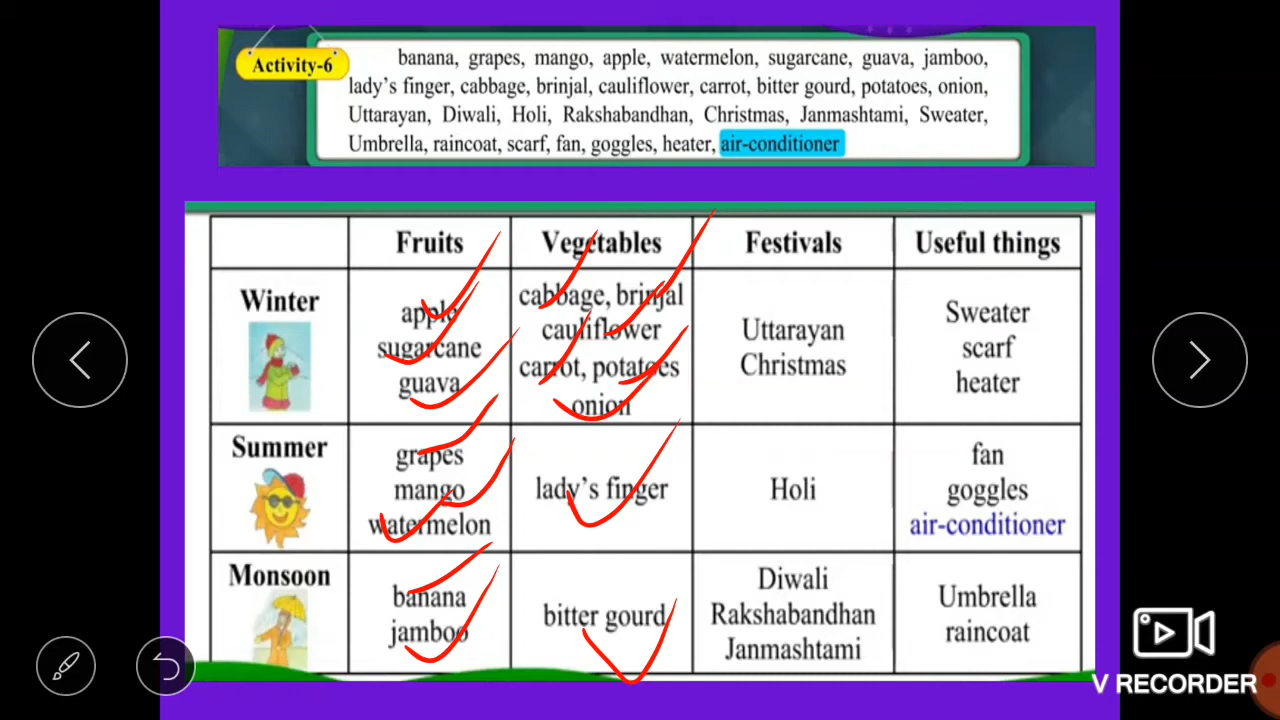 Activity-6
banana, grapes, mango, apple, watermelon, sugarcane, guava, jamboo,
lady's finger, cabbage, brinjal, cauliflower, carrot, bitter gourd, potatoes, onion,
Uttarayan, Diwali, Holi, Rakshabandhan, Christmas, Janmashtami, Sweater,
Umbrella, raincoat, scarf, fan, goggles, heater, air-conditioner
Fruits Vegetables Festivals Useful things
Winter
apple
sugarcane
guava
cabbage, brinjal
cauliflower
carrot, potatoes
onion
Uttarayan
Christmas
Sweater
scarf
heater
Summer
grapes
mango
watermelon
lady's finger
Holi
fan
goggles
air-conditioner
Monsoon
banana
jamboo
bitter gourd
Diwali
Rakshabandhan
Janmashtami
Umbrella
raincoat
V RECORDER